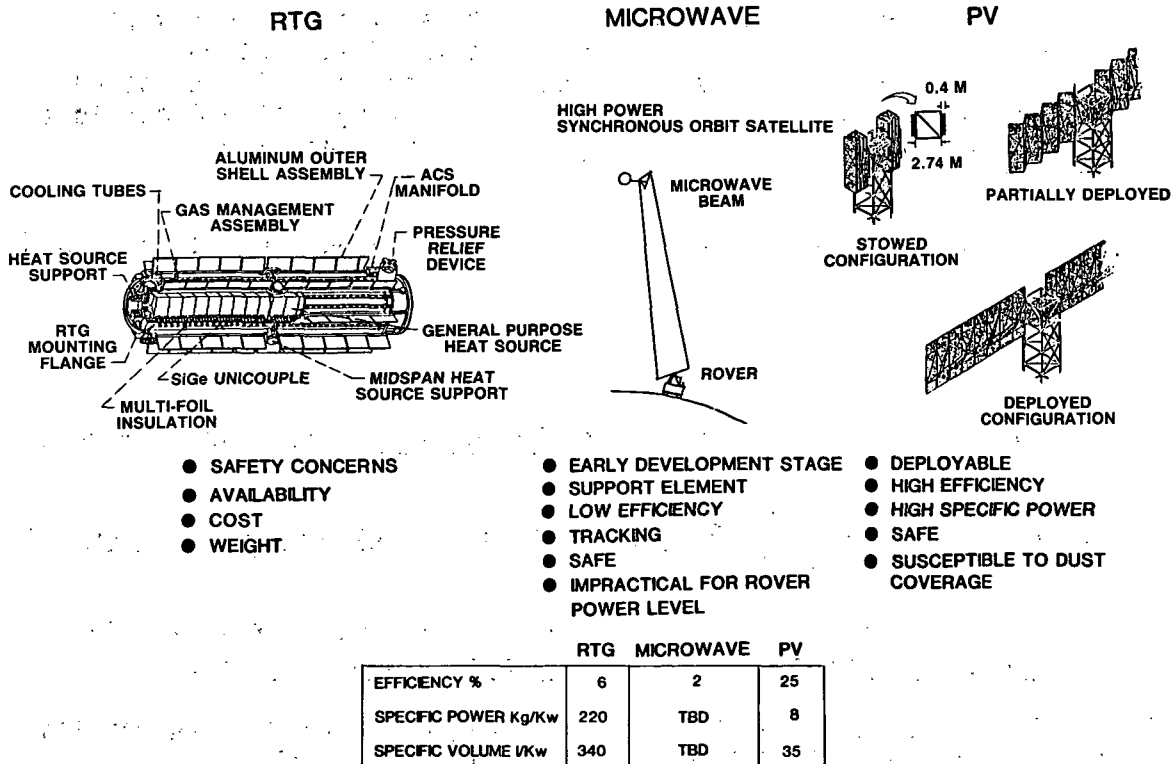 RTG
MICROWAVE
PV
ALUMINUM OUTER
SHELL ASSEMBLY
ACS
MANIFOLD
COOLING TUBES
GAS MANAGEMENT
ASSEMBLY
PRESSURE
RELIEF
DEVICE
HEAT SOURCE
SUPPORT
RTG
MOUNTING
FLANGE
GENERAL PURPOSE
HEAT SOURCE
SiGe UNICOUPLE
MIDSPAN HEAT
SOURCE SUPPORT
MULTI-FOIL
INSULATION
HIGH POWER
SYNCHRONOUS ORBIT SATELLITE
MICROWAVE
BEAM
ROVER
0.4 M
2.74 M
STOWED
CONFIGURATION
PARTIALLY DEPLOYED
DEPLOYED
CONFIGURATION
● SAFETY CONCERNS
● AVAILABILITY
● COST
● WEIGHT
● EARLY DEVELOPMENT STAGE
● SUPPORT ELEMENT
● LOW EFFICIENCY
● TRACKING
● SAFE
● IMPRACTICAL FOR ROVER
POWER LEVEL
● DEPLOYABLE
● HIGH EFFICIENCY
● HIGH SPECIFIC POWER
● SAFE
● SUSCEPTIBLE TO DUST
COVERAGE
RTG MICROWAVE PV
EFFICIENCY % 6 2 25
SPECIFIC POWER Kg/Kw 220 TBD 8
SPECIFIC VOLUME l/Kw 340 TBD 35